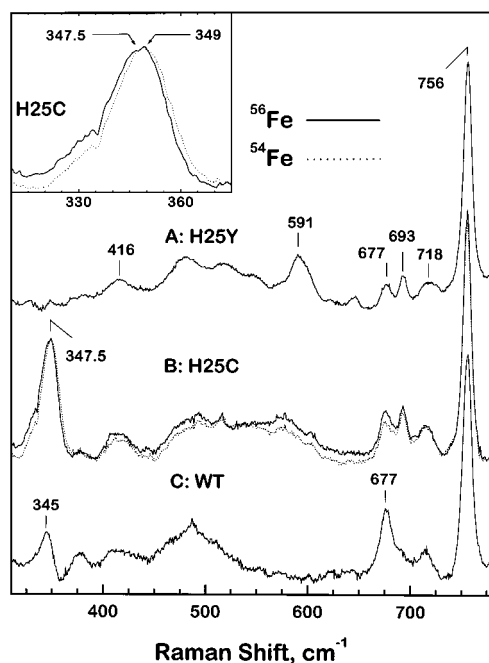 347.5 349
H25C
330 360
⁵⁶Fe
⁵⁴Fe
756
A: H25Y
416
591
677 693 718
347.5
B: H25C
C: WT
345
677
400 500 600 700
Raman Shift, cm⁻¹